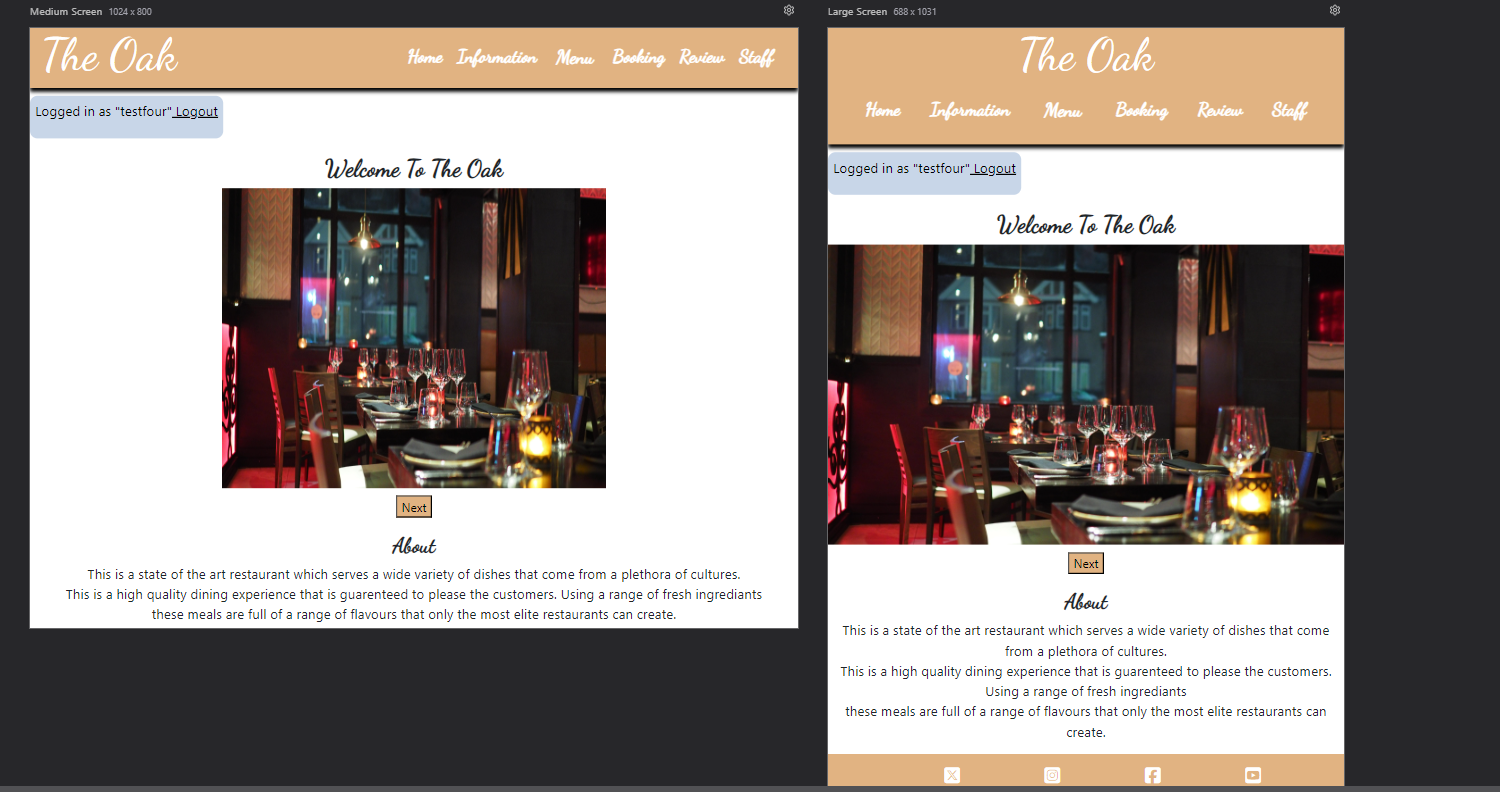 Medium Screen 1024 x 800
The Oak
Home Information Menu Booking Review Staff
Logged in as "testfour" Logout
Welcome To The Oak
Next
About
This is a state of the art restaurant which serves a wide variety of dishes that come from a plethora of cultures.
This is a high quality dining experience that is guarenteed to please the customers. Using a range of fresh ingrediants
these meals are full of a range of flavours that only the most elite restaurants can create.
Large Screen 688 x 1031
The Oak
Home Information Menu Booking Review Staff
Logged in as "testfour" Logout
Welcome To The Oak
Next
About
This is a state of the art restaurant which serves a wide variety of dishes that come
from a plethora of cultures.
This is a high quality dining experience that is guarenteed to please the customers.
Using a range of fresh ingrediants
these meals are full of a range of flavours that only the most elite restaurants can
create.